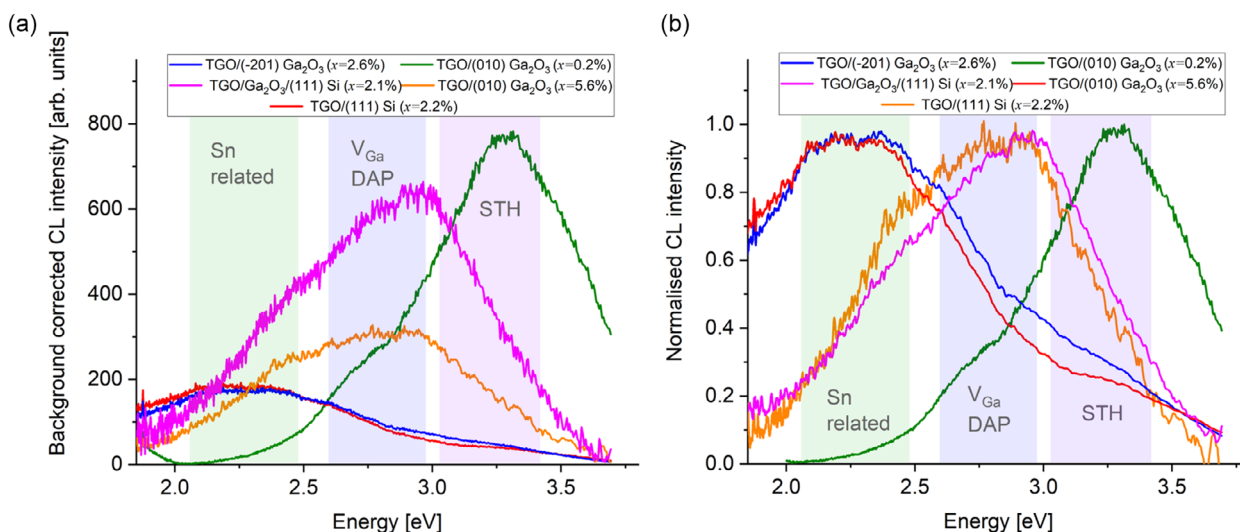 (a)
Background corrected CL intensity [arb. units]
TGO/(-201) Ga₂O₃ (x=2.6%) TGO/(010) Ga₂O₃ (x=0.2%)
TGO/Ga₂O₃/(111) Si (x=2.1%) TGO/(010) Ga₂O₃ (x=5.6%)
TGO/(111) Si (x=2.2%)
800
600
400
200
0
Sn
related
V_Ga
DAP
STH
2.0 2.5 3.0 3.5
Energy [eV]
(b)
Normalised CL intensity
TGO/(-201) Ga₂O₃ (x=2.6%) TGO/(010) Ga₂O₃ (x=0.2%)
TGO/Ga₂O₃/(111) Si (x=2.1%) TGO/(010) Ga₂O₃ (x=5.6%)
TGO/(111) Si (x=2.2%)
1.0
0.8
0.6
0.4
0.2
0.0
Sn
related
V_Ga
DAP
STH
2.0 2.5 3.0 3.5
Energy [eV]